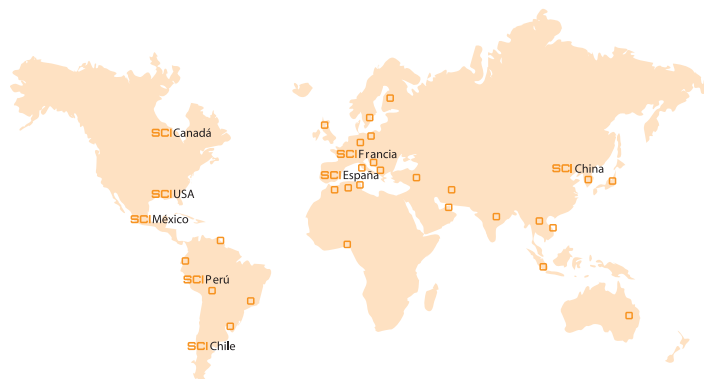 SCI Canadá
SCI Francia
SCI China
SCI España
SCI USA
SCI México
SCI Perú
SCI Chile